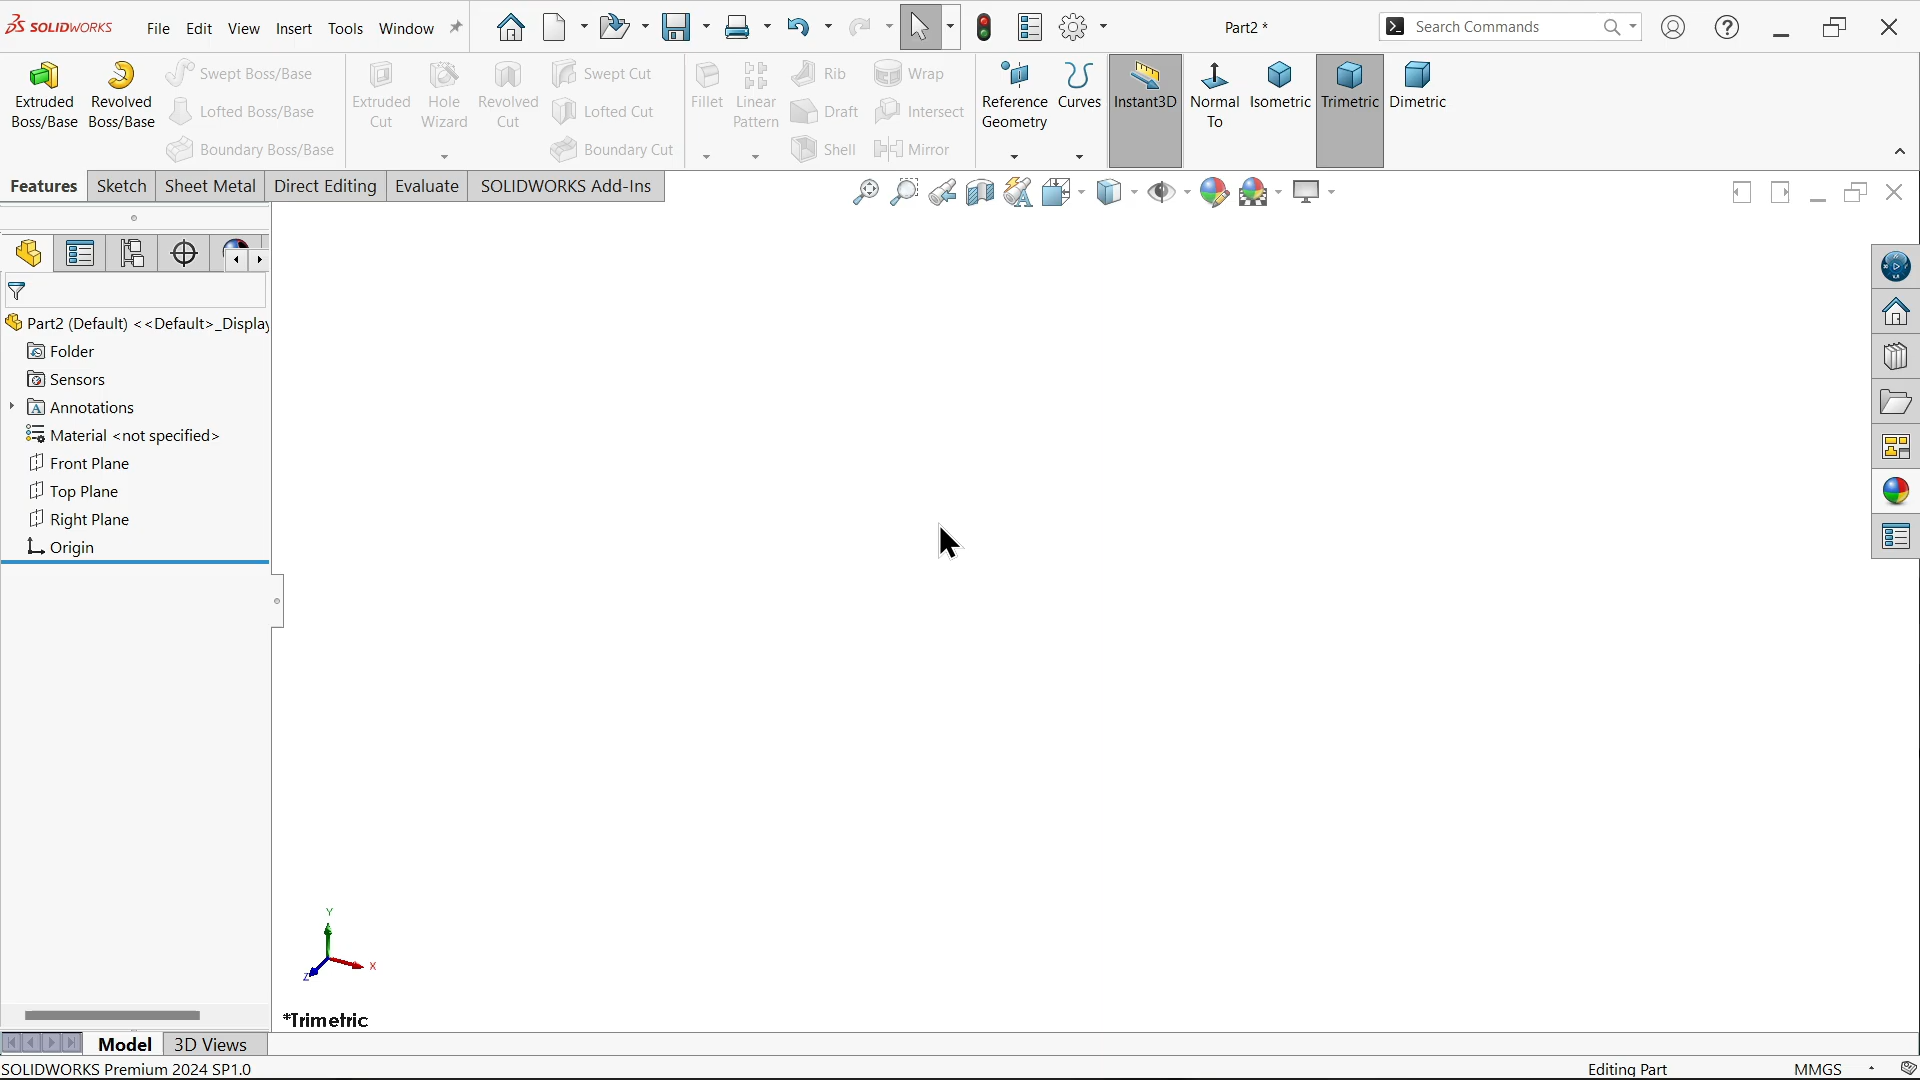 SOLIDWORKS File Edit View Insert Tools Window Part2 * Search Commands
Extruded Boss/Base
Revolved Boss/Base
Swept Boss/Base
Lofted Boss/Base
Boundary Boss/Base
Extruded Cut
Hole Wizard
Revolved Cut
Swept Cut
Lofted Cut
Boundary Cut
Fillet
Linear Pattern
Rib
Draft
Shell
Wrap
Intersect
Mirror
Reference Geometry
Curves
Instant3D
Normal To
Isometric
Trimetric
Dimetric
Features Sketch Sheet Metal Direct Editing Evaluate SOLIDWORKS Add-Ins
Part2 (Default) <<Default>_Display
Folder
Sensors
Annotations
Material <not specified>
Front Plane
Top Plane
Right Plane
Origin
Y
X
Z
*Trimetric
Model 3D Views
SOLIDWORKS Premium 2024 SP1.0 Editing Part MMGS